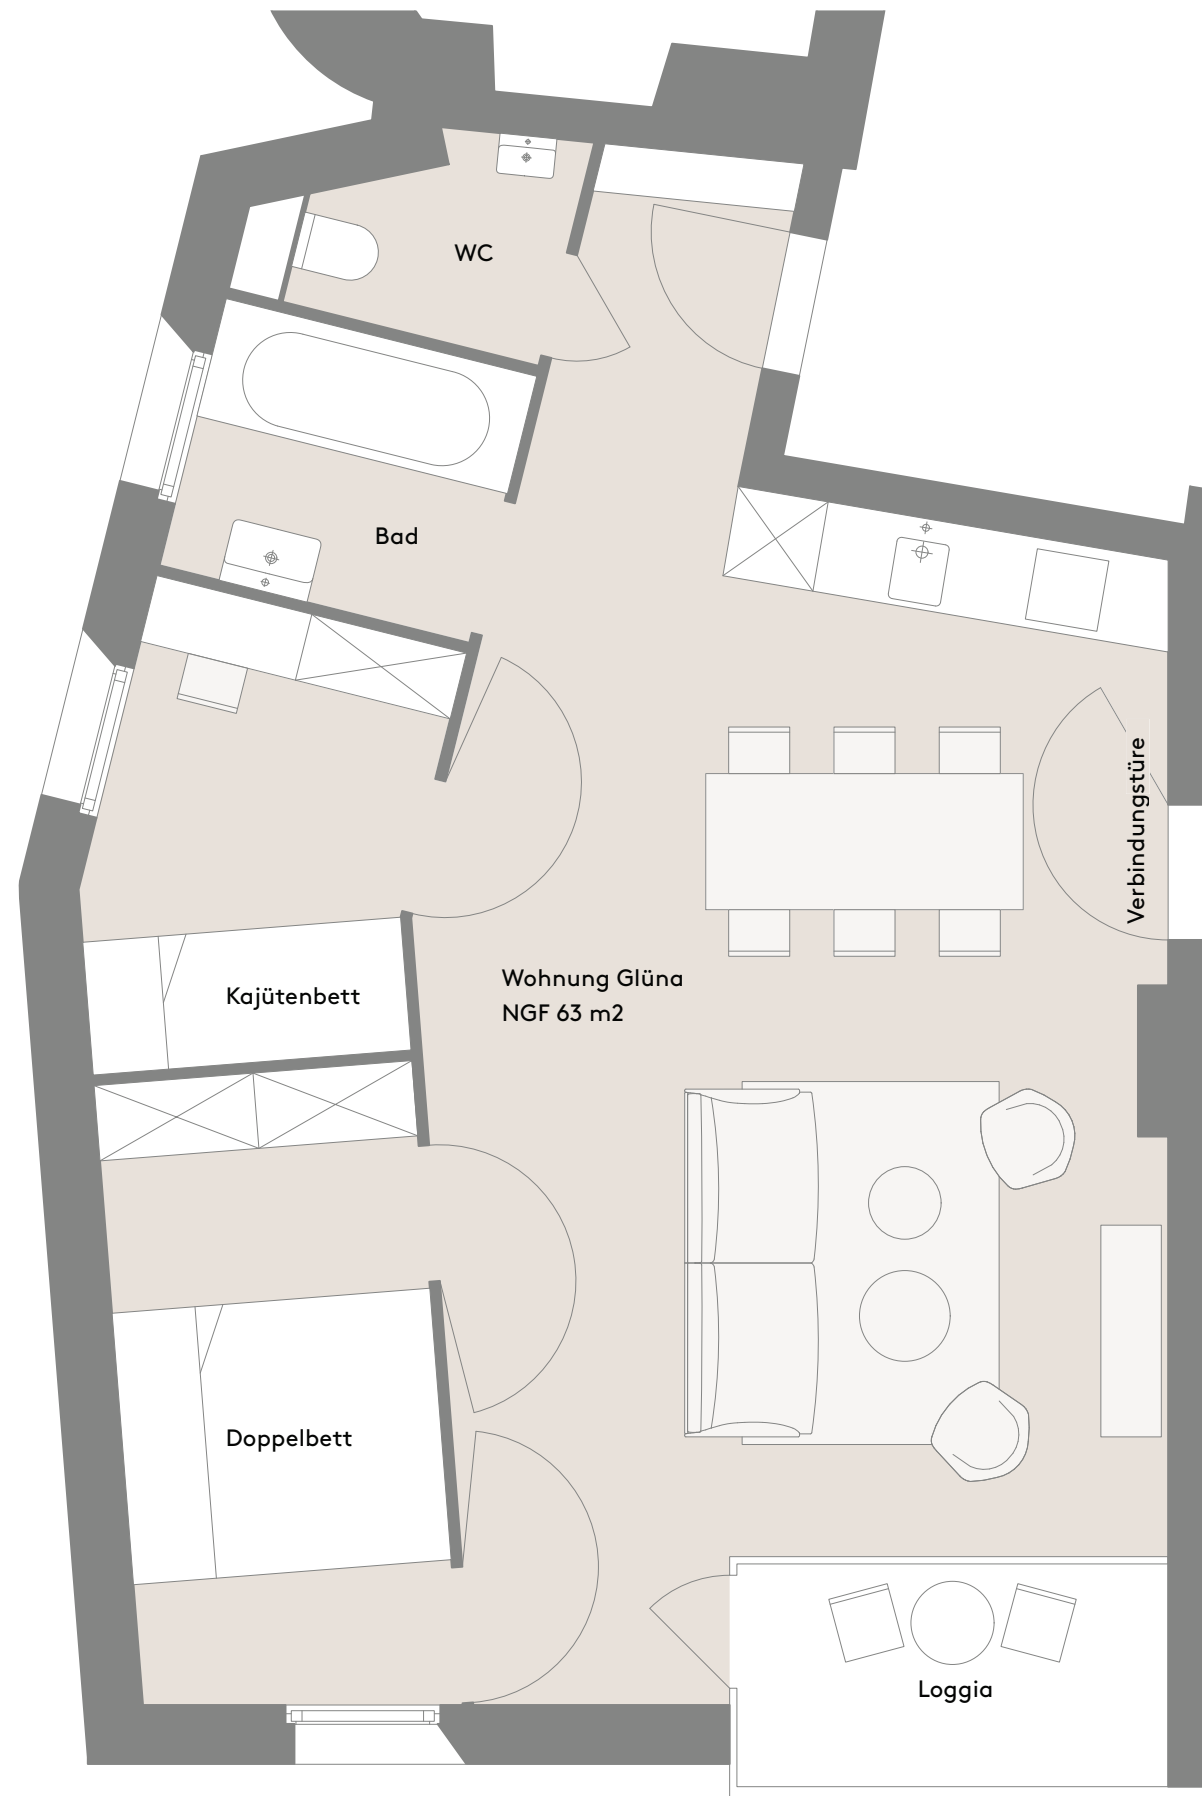 WC
Bad
Verbindungstüre
Wohnung Glüna
NGF 63 m2
Kajütenbett
Doppelbett
Loggia